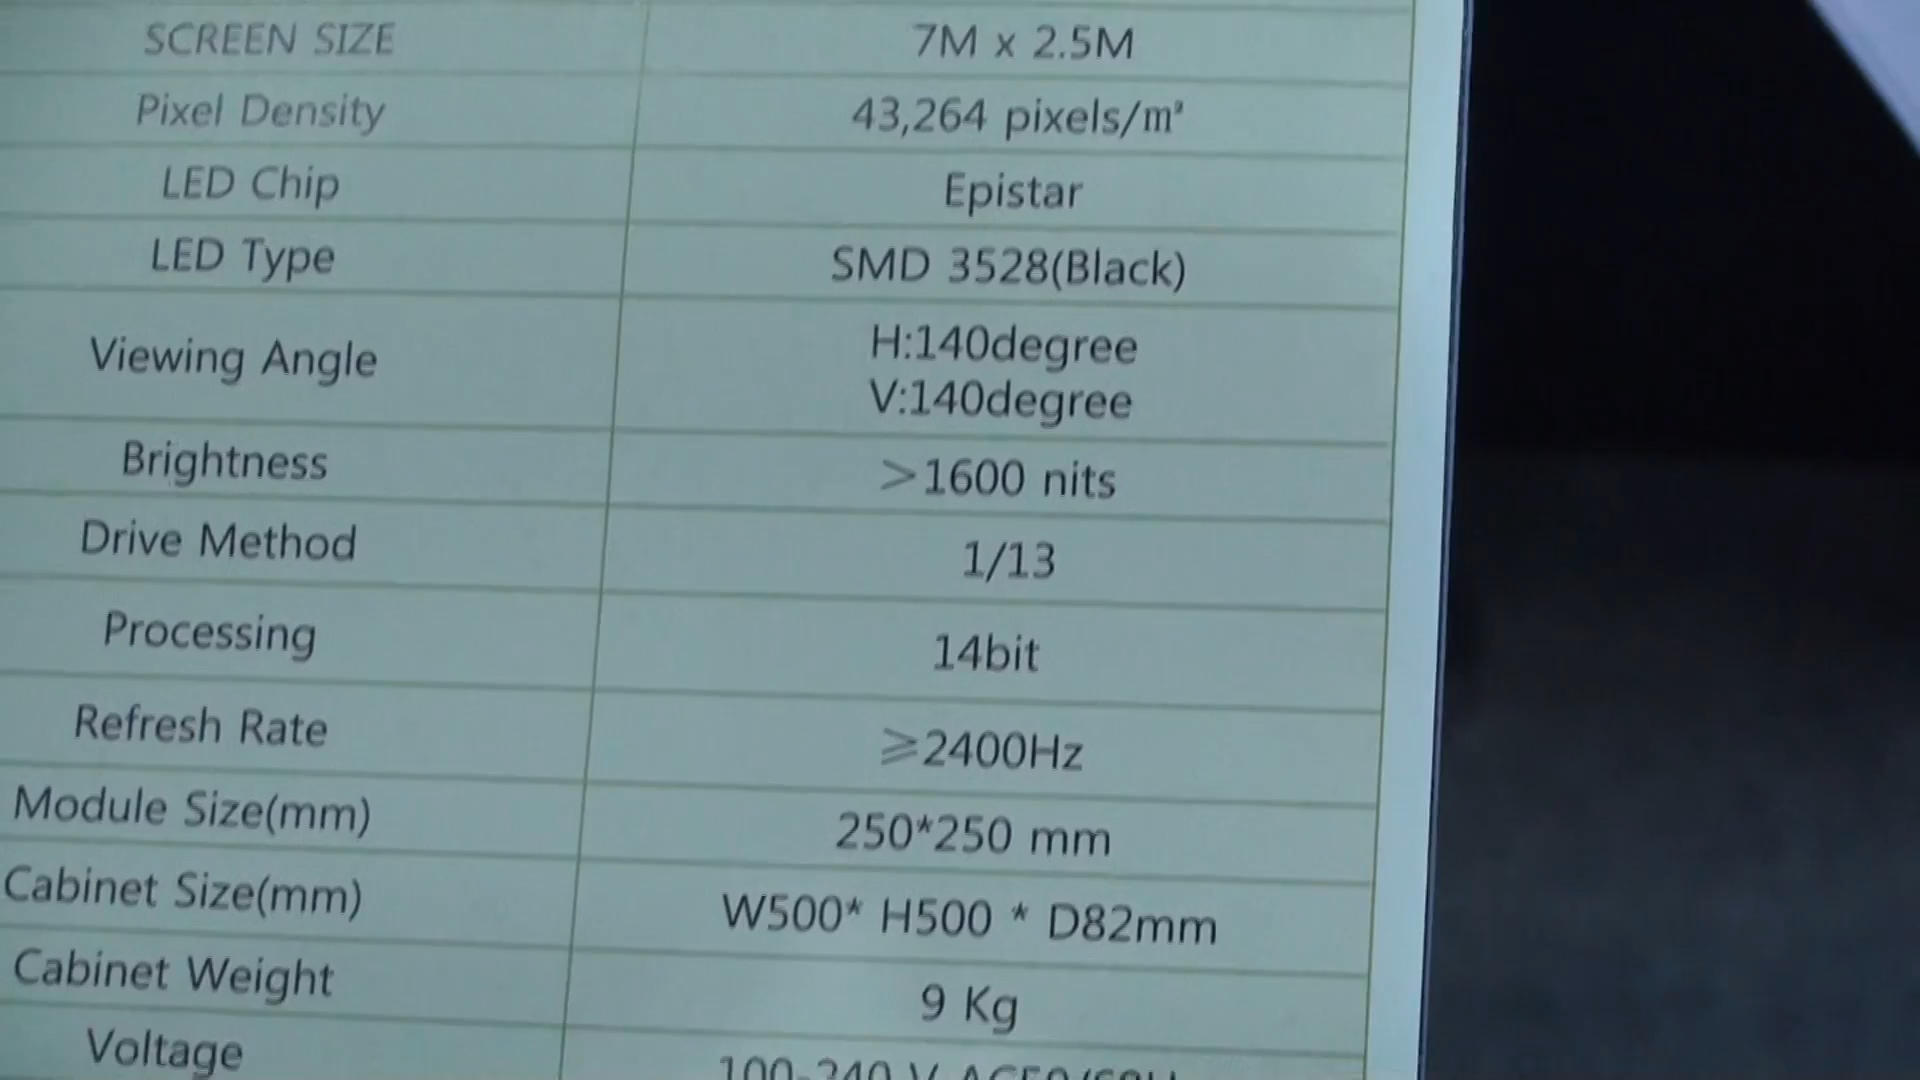 SCREEN SIZE 7M x 2.5M
Pixel Density 43,264 pixels/m²
LED Chip Epistar
LED Type SMD 3528(Black)
Viewing Angle H:140degree
V:140degree
Brightness >1600 nits
Drive Method 1/13
Processing 14bit
Refresh Rate ⩾2400Hz
Module Size(mm) 250*250 mm
Cabinet Size(mm) W500* H500 * D82mm
Cabinet Weight 9 Kg
Voltage 100-240 V